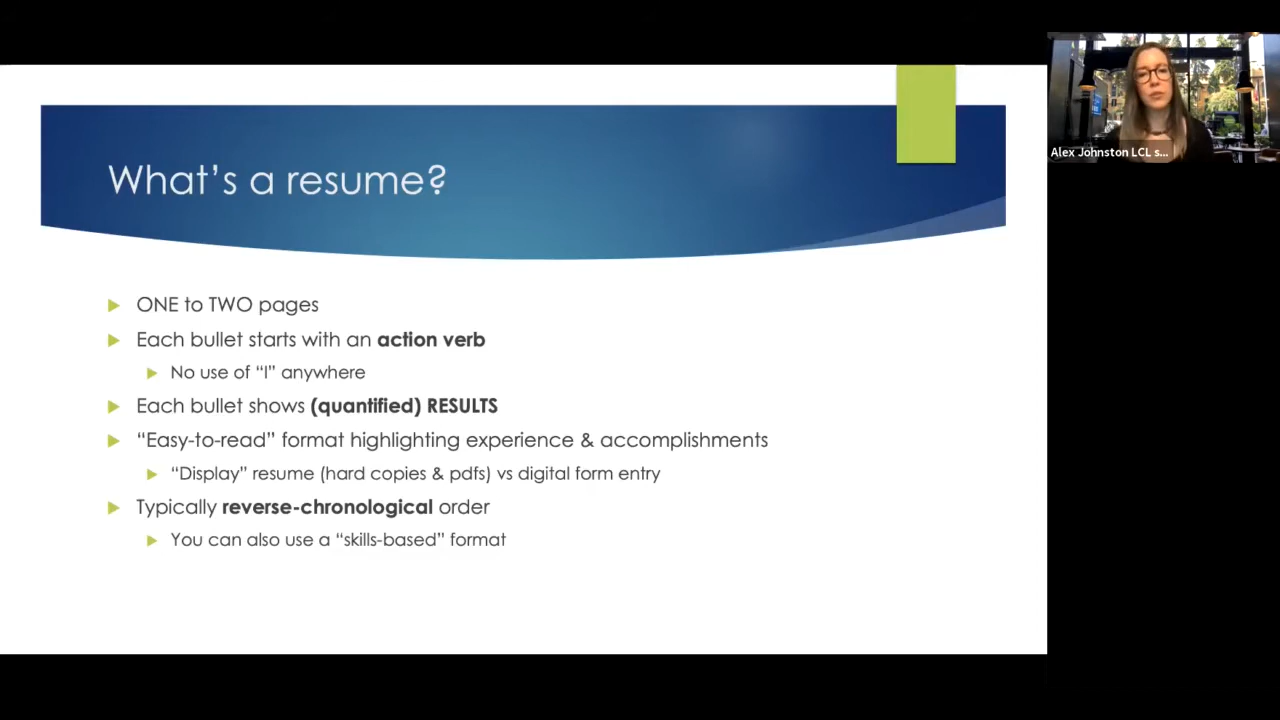 What’s a resume?
ONE to TWO pages
Each bullet starts with an action verb
No use of “I” anywhere
Each bullet shows (quantified) RESULTS
“Easy-to-read” format highlighting experience & accomplishments
“Display” resume (hard copies & pdfs) vs digital form entry
Typically reverse-chronological order
You can also use a “skills-based” format
Alex Johnston LCL s...